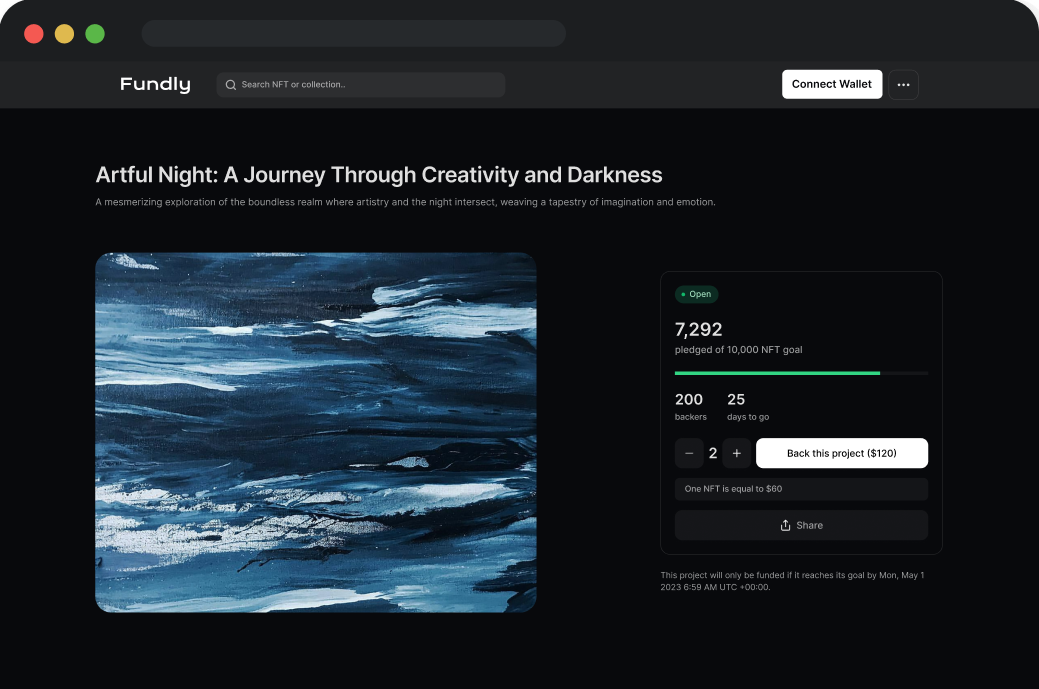 Fundly
Search NFT or collection..
Connect Wallet
Artful Night: A Journey Through Creativity and Darkness
A mesmerizing exploration of the boundless realm where artistry and the night intersect, weaving a tapestry of imagination and emotion.
Open
7,292
pledged of 10,000 NFT goal
200 25
backers days to go
2 Back this project ($120)
One NFT is equal to $60
Share
This project will only be funded if it reaches its goal by Mon, May 1
2023 6:59 AM UTC +00:00.